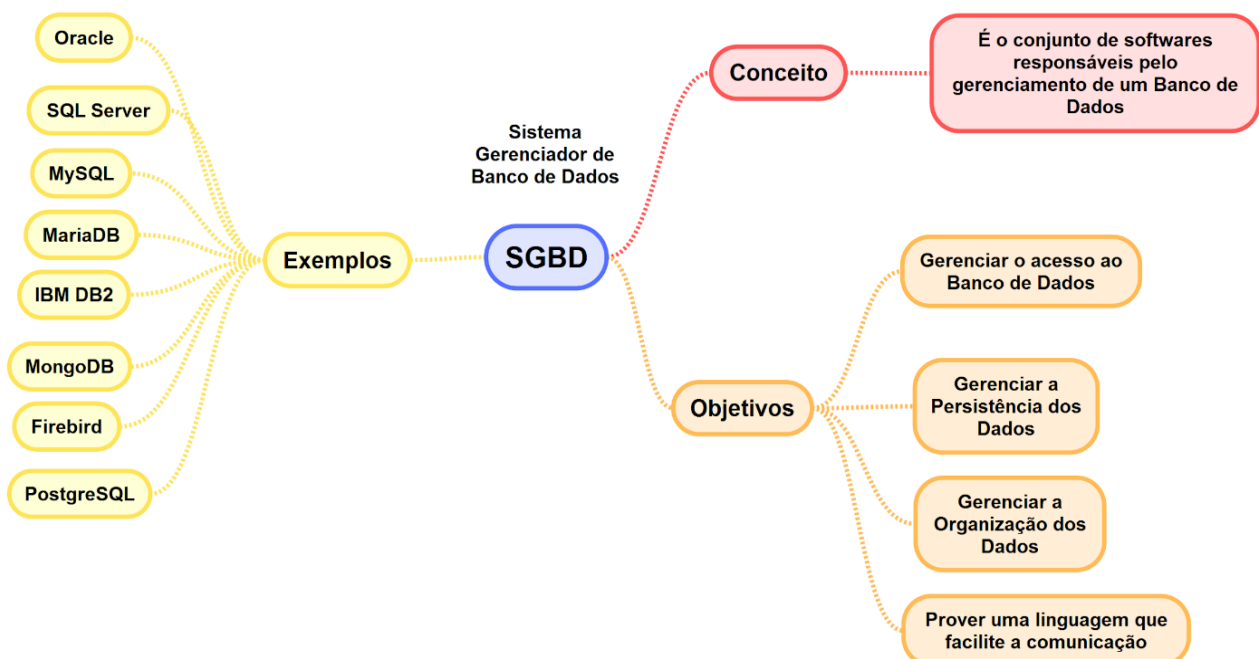 Oracle
SQL Server
MySQL
MariaDB
IBM DB2
MongoDB
Firebird
PostgreSQL
Exemplos
Sistema
Gerenciador de
Banco de Dados
SGBD
Conceito
É o conjunto de softwares
responsáveis pelo
gerenciamento de um Banco de
Dados
Objetivos
Gerenciar o acesso ao
Banco de Dados
Gerenciar a
Persistência dos
Dados
Gerenciar a
Organização dos
Dados
Prover uma linguagem que
facilite a comunicação